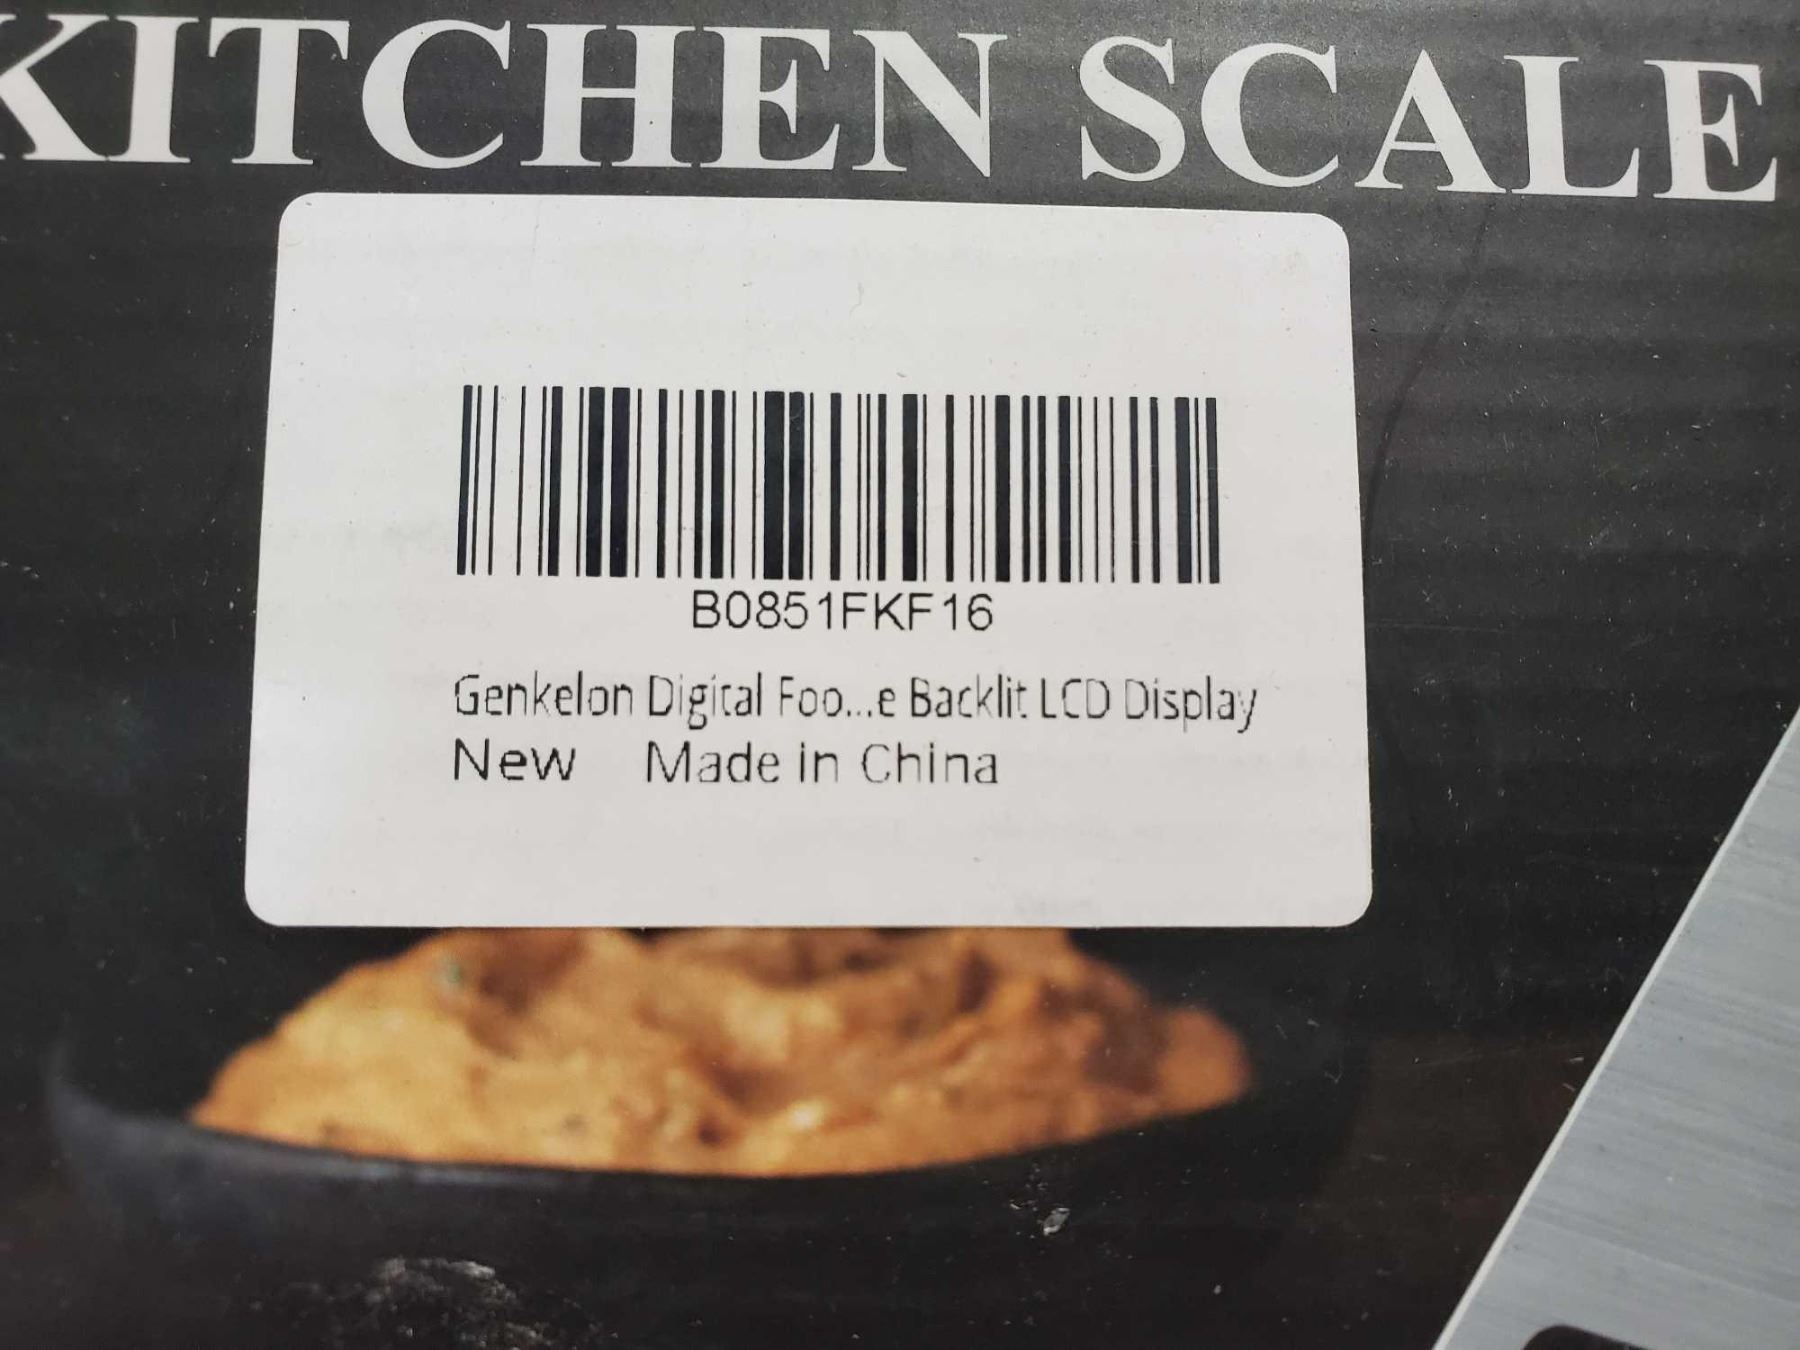 KITCHEN SCALE
B0851FKF16
Genkelon Digital Foo...e Backlit LCD Display
New Made in China